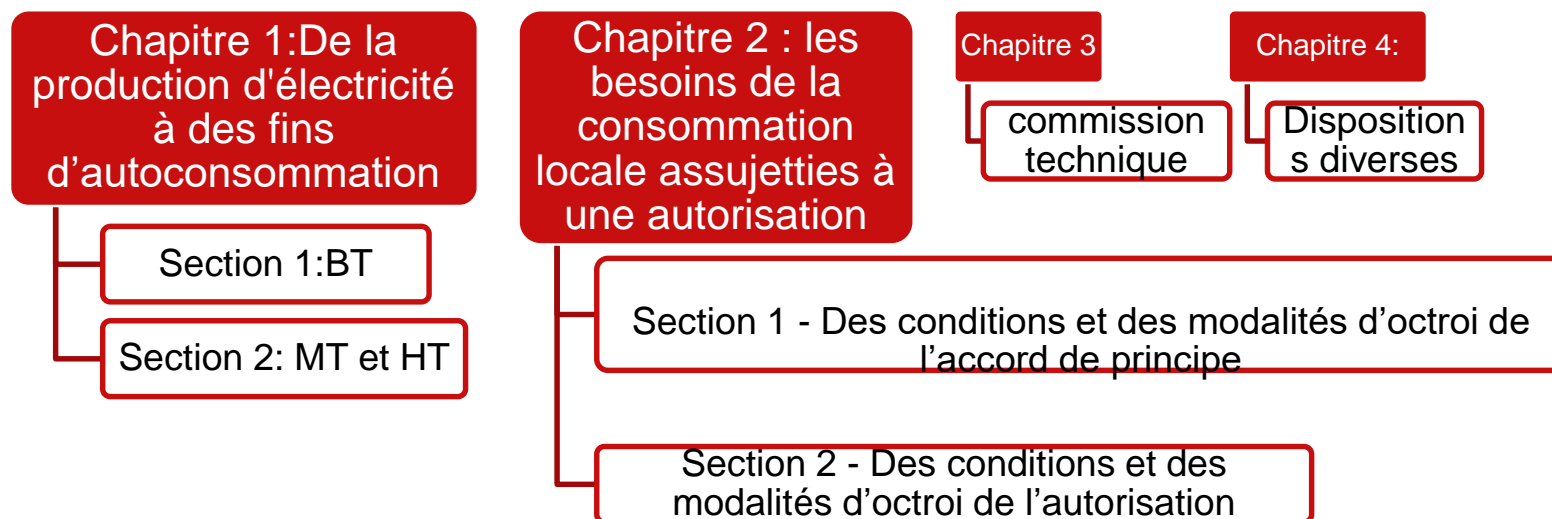 Chapitre 1:De la
production d'électricité
à des fins
d’autoconsommation
Section 1:BT
Section 2: MT et HT
Chapitre 2 : les
besoins de la
consommation
locale assujetties à
une autorisation
Section 1 - Des conditions et des modalités d’octroi de
l’accord de principe
Section 2 - Des conditions et des
modalités d’octroi de l’autorisation
Chapitre 3
commission
technique
Chapitre 4:
Disposition
s diverses